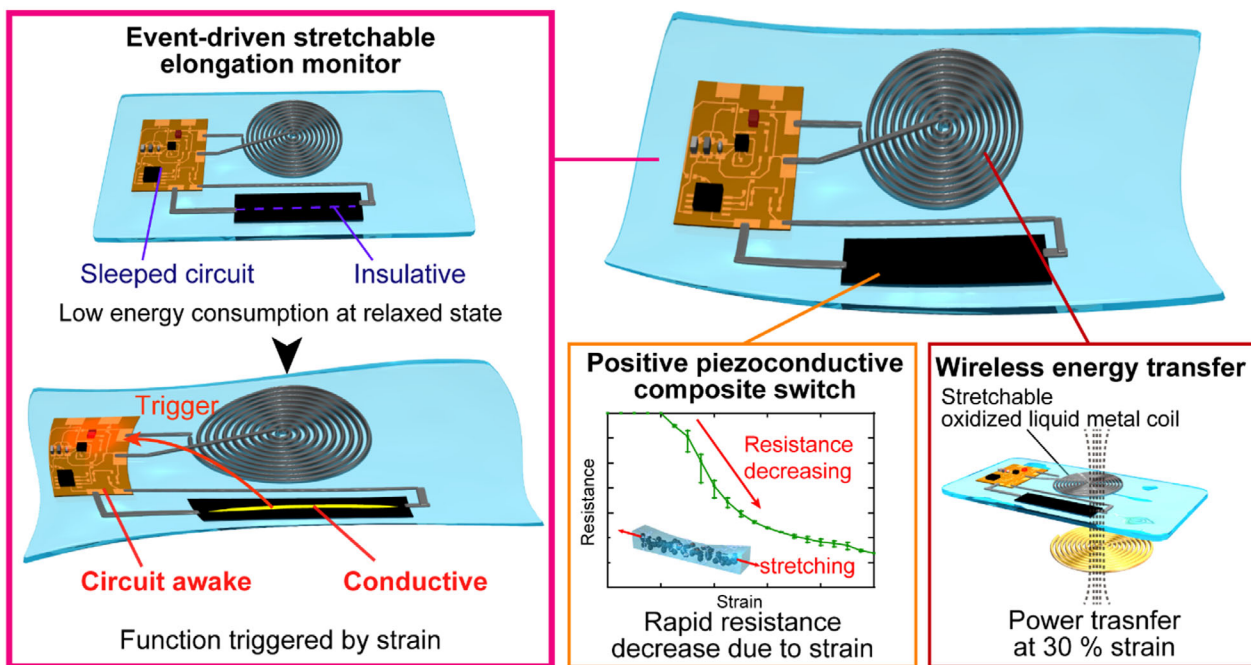 Event-driven stretchable
elongation monitor
Sleeped circuit
Insulative
Low energy consumption at relaxed state
Trigger
Circuit awake
Conductive
Function triggered by strain
Positive piezoconductive
composite switch
Resistance
decreasing
Resistance
stretching
Strain
Rapid resistance
decrease due to strain
Wireless energy transfer
Stretchable
oxidized liquid metal coil
Power trasnfer
at 30 % strain